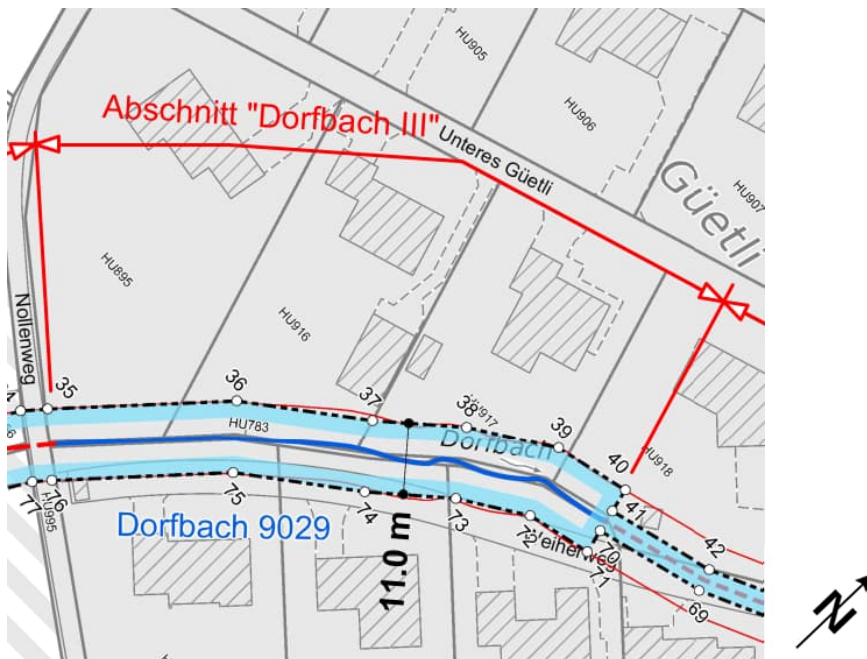 HU905
Abschnitt "Dorfbach III"
HU906
Unteres Güetli
Güetli
HU907
HU895
Nollenweg
HU916
35
36
37
38
39
40
41
42
HU783
Dorfbach
HU918
77
76
75
74
73
72
71
70
69
HU995
Dorfbach 9029
11.0 m
Weiherweg
N